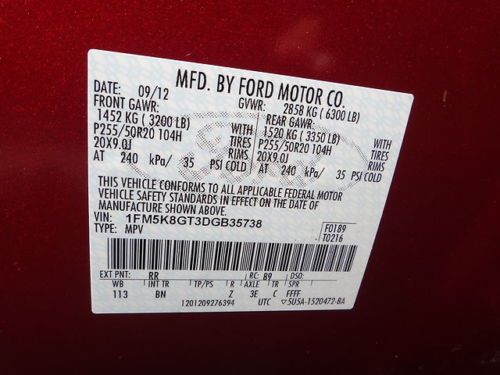 MFD. BY FORD MOTOR CO.
DATE: 09/12 GVWR: 2858 KG (6300 LB)
FRONT GAWR: REAR GAWR:
1452 KG (3200 LB) WITH 1520 KG (3350 LB) WITH
P255/50R20 104H TIRES P255/50R20 104H TIRES
20X9.0J RIMS 20X9.0J RIMS
AT 240 kPa/ 35 PSI COLD AT 240 kPa/ 35 PSI COLD
THIS VEHICLE CONFORMS TO ALL APPLICABLE FEDERAL MOTOR
VEHICLE SAFETY STANDARDS IN EFFECT ON THE DATE OF
MANUFACTURE SHOWN ABOVE.
VIN: 1FM5K8GT3DGB35738 F0189
TYPE: MPV T0216
EXT PNT: RR RC: 89 DSO:
WB INT TR TP/PS R AXLE TR SPR
113 BN Z 3E C FFFF
1201209276394 UTC 5U5A-1520472-BA
Ford